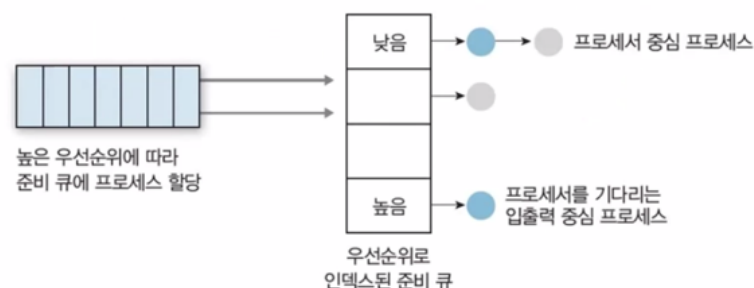 낮음
프로세서 중심 프로세스
높은 우선순위에 따라
준비 큐에 프로세스 할당
높음
프로세서를 기다리는
입출력 중심 프로세스
우선순위로
인덱스된 준비 큐